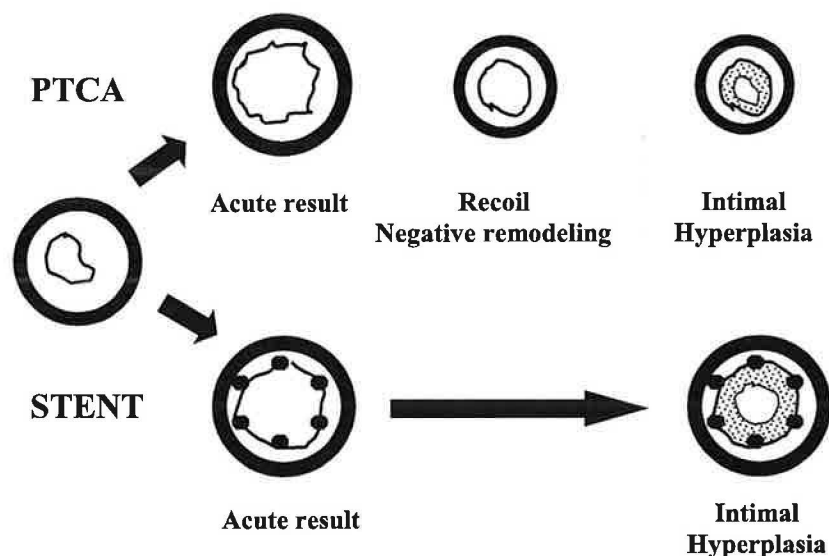 PTCA
Acute result
Recoil
Negative remodeling
Intimal
Hyperplasia
STENT
Acute result
Intimal
Hyperplasia